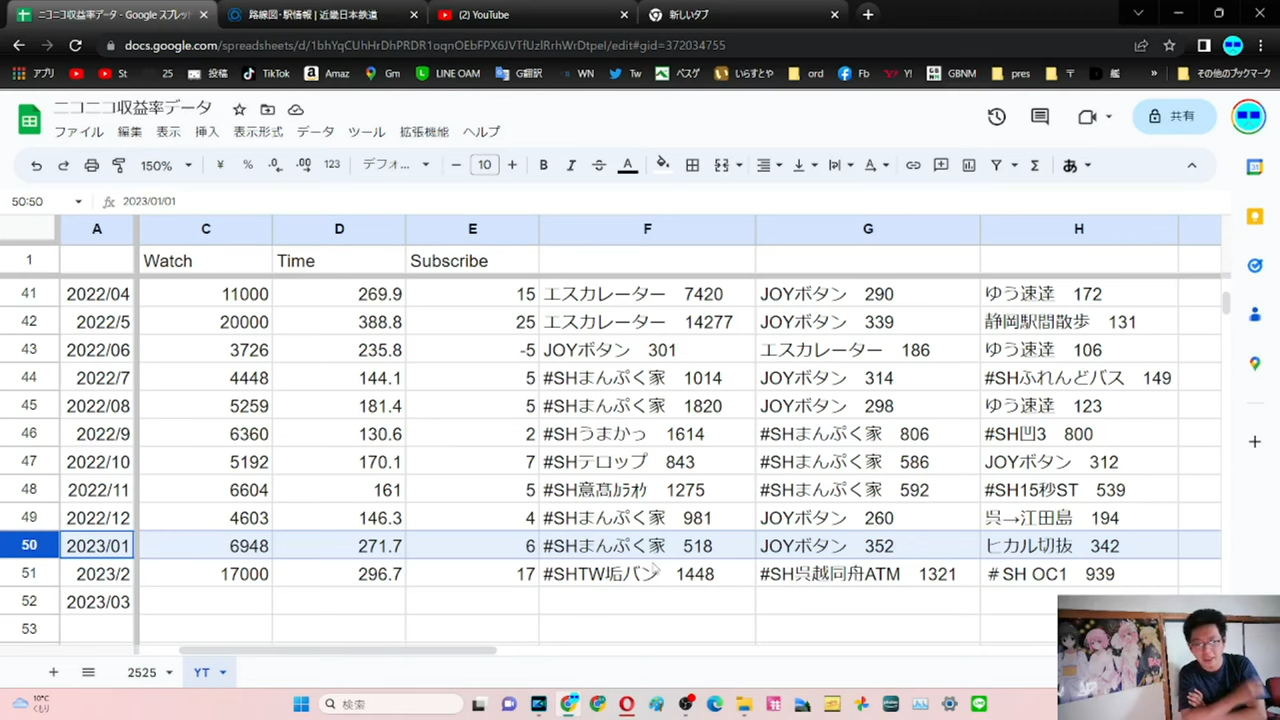 ニコニコ収益率データ - Google スプレッ
路線図・駅情報 | 近畿日本鉄道
(2) YouTube
新しいタブ
docs.google.com/spreadsheets/d/1bhYqCUhHrDhPRDR1oqnOEbFPX6JVTfUzlRrhWrDtpeI/edit#gid=372034755
アプリ St 25 投稿 TikTok Amaz Gm LINE OAM G翻訳 WN Tw ペスゲ いらすとや ord Fb Y! GBNM pres 〒 艦 » その他のブックマーク
ニコニコ収益率データ
共有
ファイル 編集 表示 挿入 表示形式 データ ツール 拡張機能 ヘルプ
150% ¥ % .0 .00 123 デフォ... − 10 + B I A Σ あ
50:50 fx 2023/01/01
A C D E F G H
1 Watch Time Subscribe
41 2022/04 11000 269.9 15 エスカレーター 7420 JOYボタン 290 ゆう速達 172
42 2022/5 20000 388.8 25 エスカレーター 14277 JOYボタン 339 静岡駅間散歩 131
43 2022/06 3726 235.8 -5 JOYボタン 301 エスカレーター 186 ゆう速達 106
44 2022/7 4448 144.1 5 #SHまんぷく家 1014 JOYボタン 314 #SHふれんどバス 149
45 2022/08 5259 181.4 5 #SHまんぷく家 1820 JOYボタン 298 ゆう速達 123
46 2022/9 6360 130.6 2 #SHうまかっ 1614 #SHまんぷく家 806 #SH凹3 800
47 2022/10 5192 170.1 7 #SHテロップ 843 #SHまんぷく家 586 JOYボタン 312
48 2022/11 6604 161 5 #SH意髙ｶﾗｵｹ 1275 #SHまんぷく家 592 #SH15秒ST 539
49 2022/12 4603 146.3 4 #SHまんぷく家 981 JOYボタン 260 呉→江田島 194
50 2023/01 6948 271.7 6 #SHまんぷく家 518 JOYボタン 352 ヒカル切抜 342
51 2023/2 17000 296.7 17 #SHTW垢バン 1448 #SH呉越同舟ATM 1321 ＃SH OC1 939
52 2023/03
53
2525 YT
10°C
くもり
検索